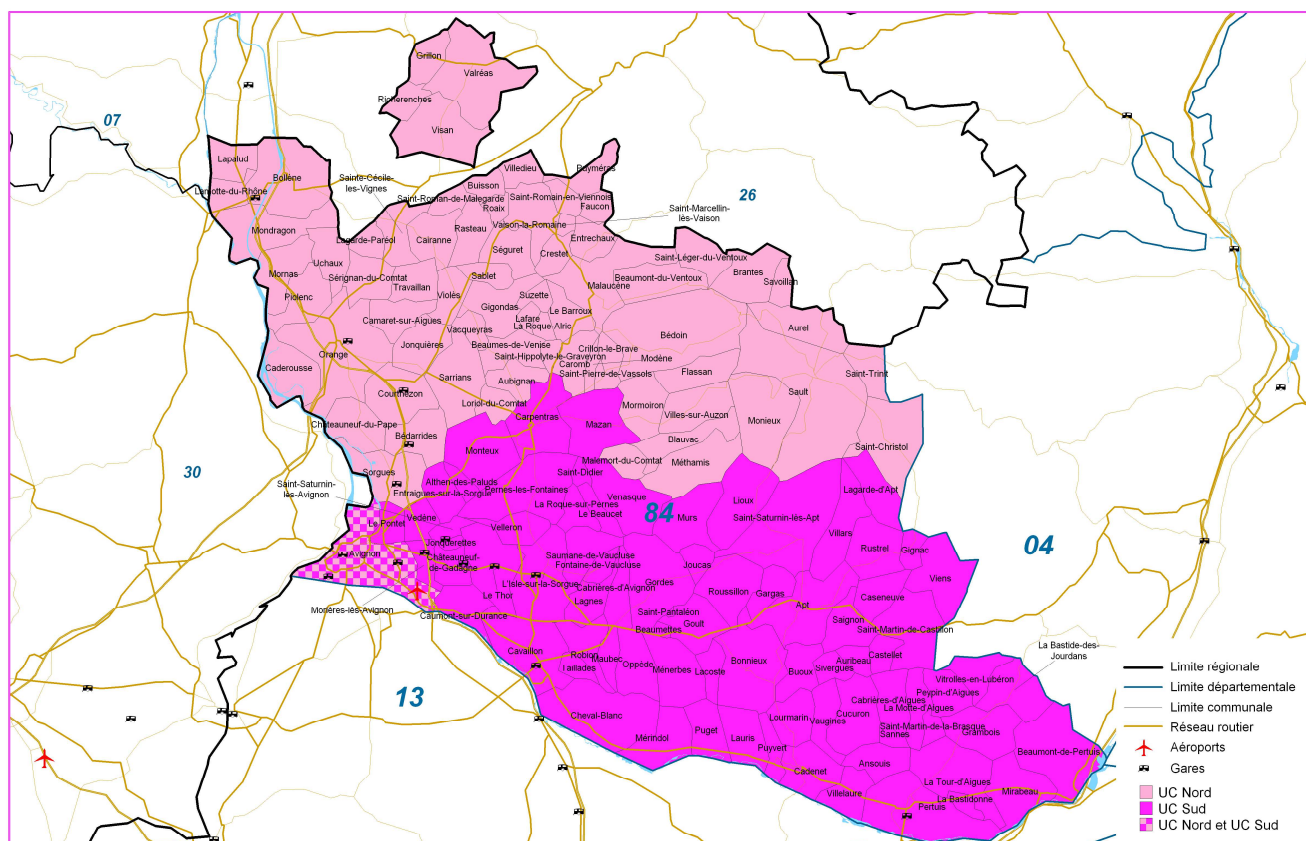 Grillon
Valréas
Richerenches
Visan
07
Lapalud
Bollène
Sainte-Cécile-
les-Vignes
Villedieu
Puyméras
Buisson
Lamotte-du-Rhône
Saint-Roman-de-Malegarde
Saint-Romain-en-Viennois
26
Roaix
Faucon
Saint-Marcellin-
lès-Vaison
Mondragon
Rasteau
Vaison-la-Romaine
Lagarde-Paréol
Cairanne
Entrechaux
Séguret
Crestet
Uchaux
Saint-Léger-du-Ventoux
Mornas
Sérignan-du-Comtat
Sablet
Beaumont du Ventoux
Brantes
Travaillan
Malaucène
Savoillan
Piolenc
Violès
Suzette
Gigondas
Le Barroux
Camaret-sur-Aigues
Lafare
La Roque Alric
Vacqueyras
Aurel
Bédoin
Jonquières
Beaumes-de-Venise
Crillon-le-Brave
Orange
Saint-Hippolyte-le-Graveyron
Modène
Caromb
Caderousse
Sarrians
Saint-Pierre-de-Vassols
Flassan
Saint-Trinit
Aubignan
Sault
Courthézon
Loriol-du-Comtat
Mormoiron
Carpentras
Villes-sur-Auzon
Monieux
Châteauneuf-du-Pape
Mazan
Bédarrides
Blauvac
Saint-Christol
Monteux
Malemort-du-Comtat
Méthamis
30
Sorgues
Saint-Didier
Saint-Saturnin-
lès-Avignon
Althen-des-Paluds
Pernes-les-Fontaines
Lagarde-d'Apt
Entraigues-sur-la-Sorgue
Venasque
Lioux
La Roque-sur-Pernes
Le Beaucet
84
Murs
Saint-Saturnin-lès-Apt
Le Pontet
Vedène
Velleron
Villars
Jonquerettes
Rustrel
Gignac
04
Avignon
Châteauneuf-
de-Gadagne
Saumane-de-Vaucluse
Fontaine-de-Vaucluse
Joucas
Viens
L'Isle-sur-la-Sorgue
Cabrières-d'Avignon
Gordes
Roussillon
Gargas
Caseneuve
Le Thor
Lagnes
Apt
Morières-lès-Avignon
Saint-Pantaléon
Caumont-sur-Durance
Goult
Saignon
Beaumettes
Saint-Martin-de-Castillon
La Bastide-des-
Jourdans
Cavaillon
Robion
Maubec
Oppède
Bonnieux
Auribeau
Castellet
Taillades
Ménerbes
Lacoste
Buoux
Sivergues
Vitrolles-en-Lubéron
13
Peypin-d'Aigues
Cabrières-d'Aigues
La Motte-d'Aigues
Cheval-Blanc
Lourmarin
Vaugines
Cucuron
Saint-Martin-de-la-Brasque
Puget
Sannes
Grambois
Mérindol
Lauris
Puyvert
Beaumont-de-Pertuis
Ansouis
Cadenet
La Tour-d'Aigues
Villelaure
Mirabeau
La Bastidonne
Pertuis
Limite régionale
Limite départementale
Limite communale
Réseau routier
Aéroports
Gares
UC Nord
UC Sud
UC Nord et UC Sud